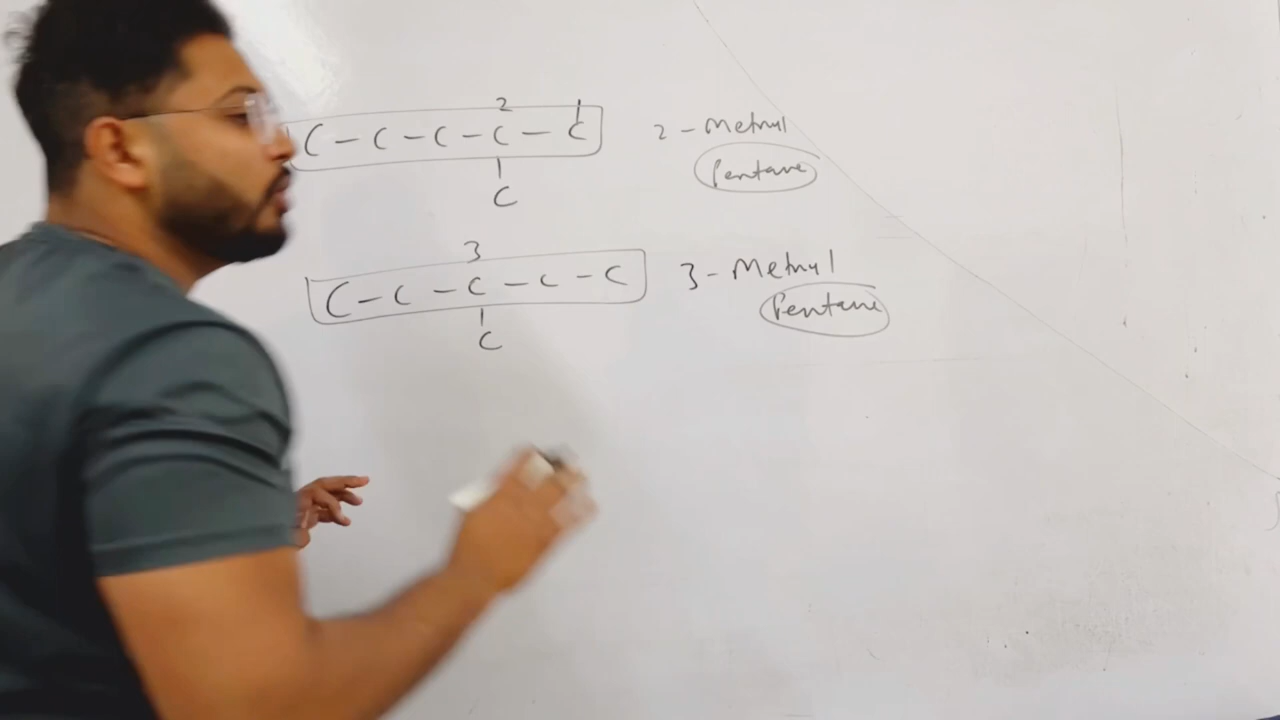 2 1
C – C – C – C – C 2 – Methyl
Pentane
C
3
C – C – C – C – C 3 – Methyl
Pentane
C